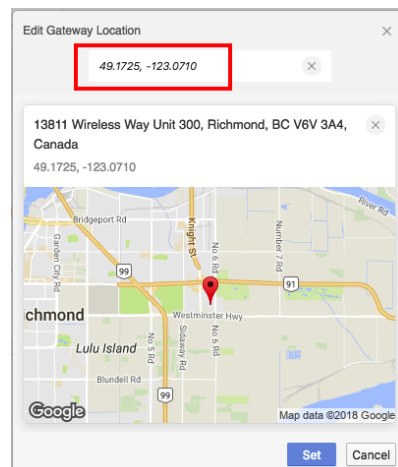 Edit Gateway Location
49.1725, -123.0710
13811 Wireless Way Unit 300, Richmond, BC V6V 3A4,
Canada
49.1725, -123.0710
River Rd
Bridgeport Rd
Knight St
No 6 Rd
Number 7 Rd
Garden City Rd
99
91
chmond
Westminster Hwy
No 5 Rd
Sidaway Rd
No 6 Rd
Lulu Island
Blundell Rd
99
Google
Map data ©2018 Google
Set
Cancel